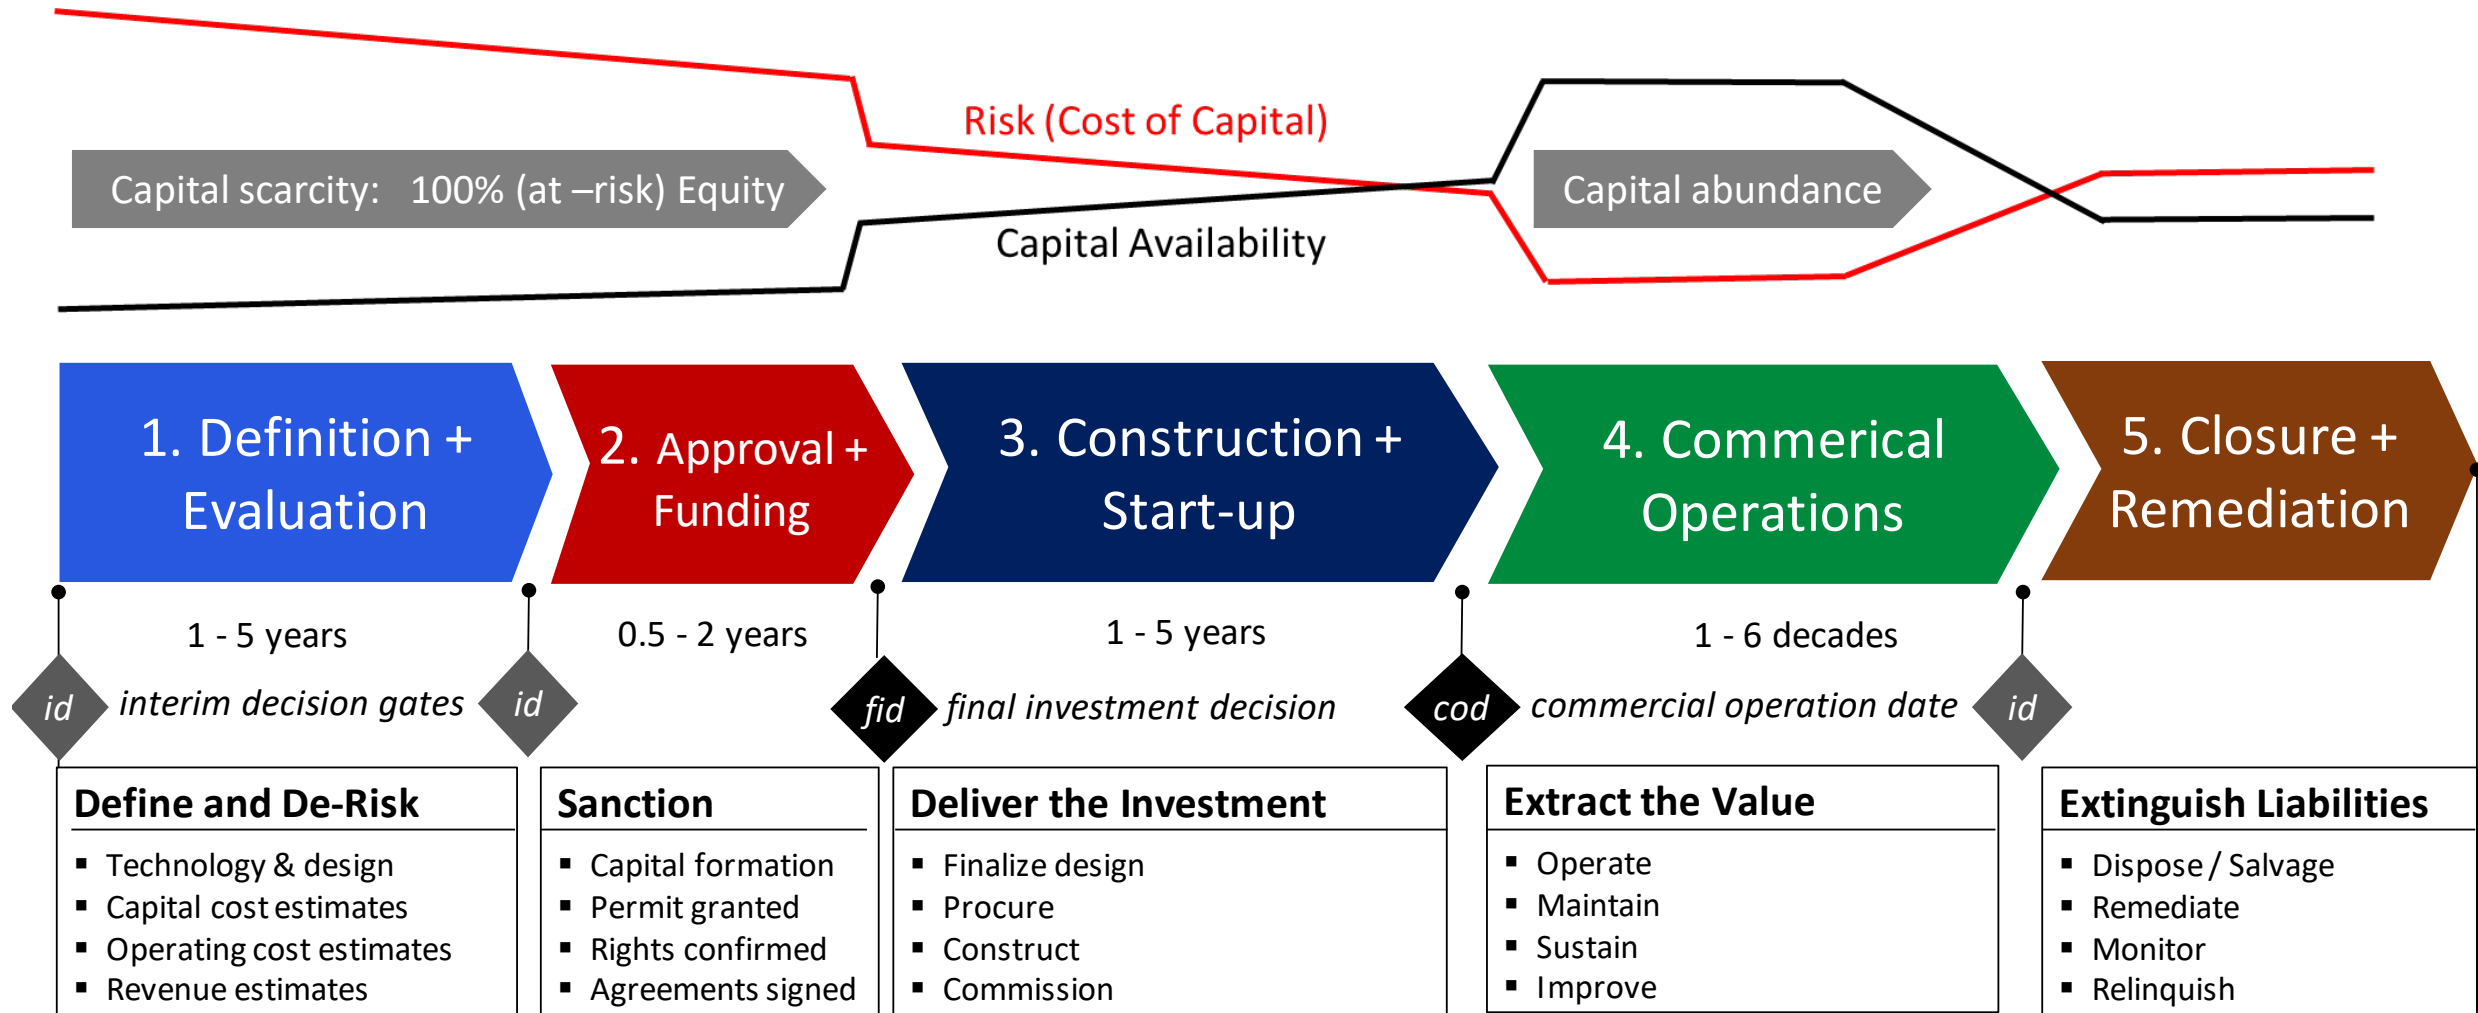 Risk (Cost of Capital)
Capital scarcity:   100% (at –risk) Equity
Capital abundance
Capital Availability
1. Definition +
Evaluation
2. Approval +
Funding
3. Construction +
Start-up
4. Commerical
Operations
5. Closure +
Remediation
1 - 5 years
0.5 - 2 years
1 - 5 years
1 - 6 decades
id
interim decision gates
id
fid
final investment decision
cod
commercial operation date
id
Define and De-Risk
▪ Technology & design
▪ Capital cost estimates
▪ Operating cost estimates
▪ Revenue estimates
Sanction
▪ Capital formation
▪ Permit granted
▪ Rights confirmed
▪ Agreements signed
Deliver the Investment
▪ Finalize design
▪ Procure
▪ Construct
▪ Commission
Extract the Value
▪ Operate
▪ Maintain
▪ Sustain
▪ Improve
Extinguish Liabilities
▪ Dispose / Salvage
▪ Remediate
▪ Monitor
▪ Relinquish